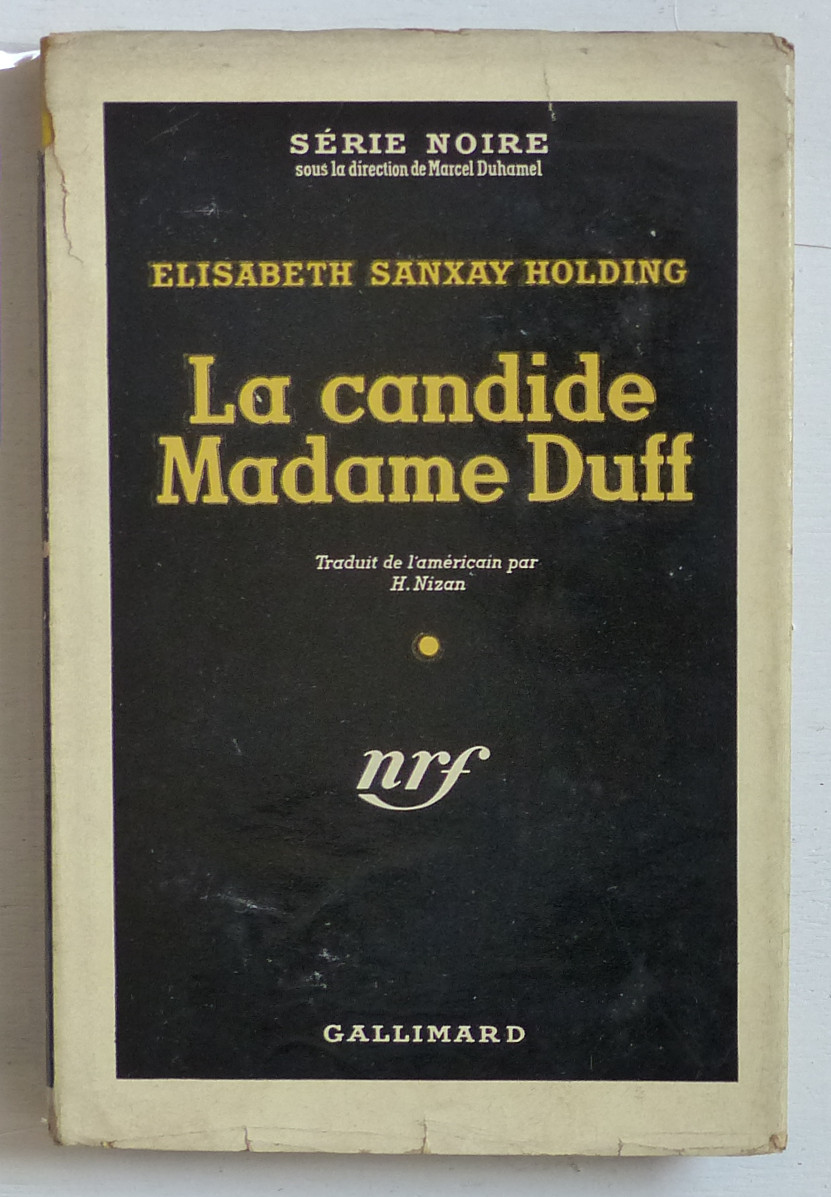 SÉRIE NOIRE
sous la direction de Marcel Duhamel
ELISABETH SANXAY HOLDING
La candide
Madame Duff
Traduit de l'américain par
H. Nizan
nrf
GALLIMARD